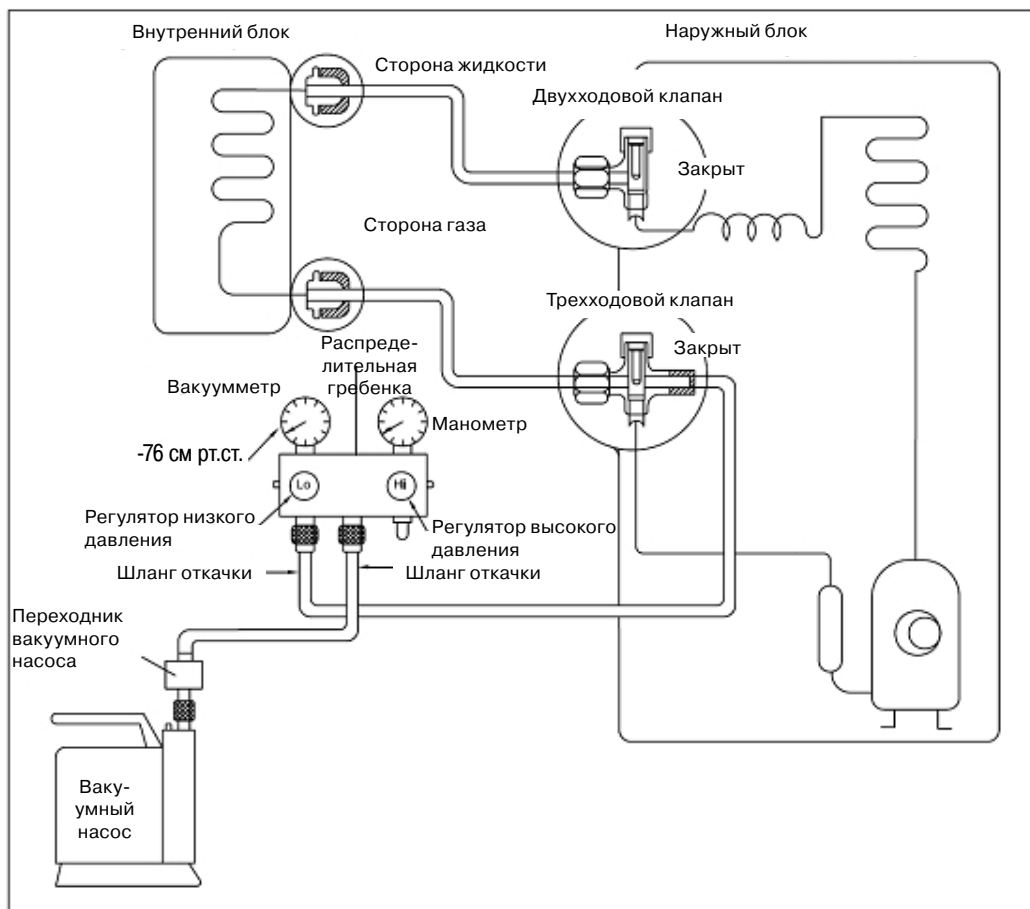 Внутренний блок
Наружный блок
Сторона жидкости
Двухходовой клапан
Закрыт
Сторона газа
Трехходовой клапан
Закрыт
Распреде-
лительная
гребенка
Вакуумметр
Манометр
-76 см рт.ст.
Lo
Hi
Регулятор низкого
давления
Регулятор высокого
давления
Шланг откачки
Шланг откачки
Переходник
вакуумного
насоса
Ваку-
умный
насос